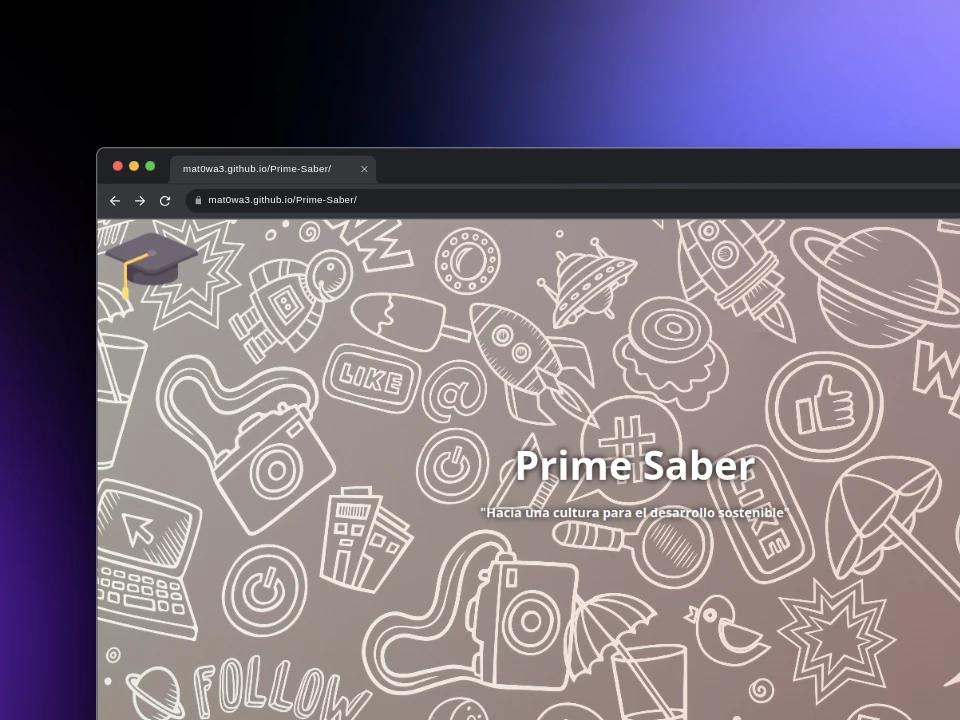 mat0wa3.github.io/Prime-Saber/
mat0wa3.github.io/Prime-Saber/
LIKE
@
#
Prime Saber
LIKE
"Hacia una cultura para el desarrollo sostenible"
FOLLOW